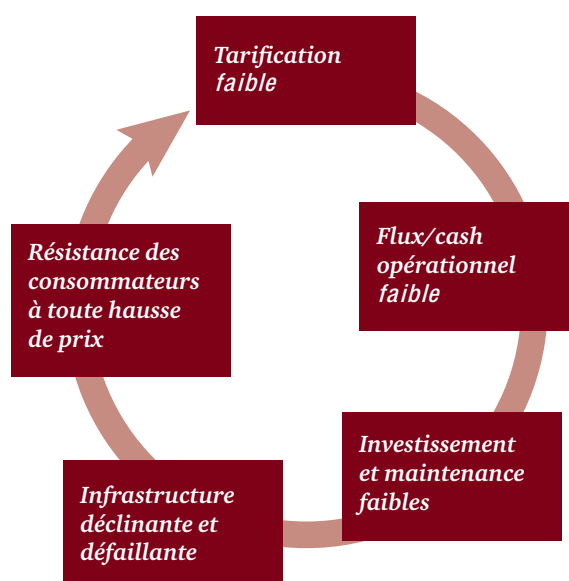 Tarification
faible
Flux/cash
opérationnel
faible
Investissement
et maintenance
faibles
Infrastructure
déclinante et
défaillante
Résistance des
consommateurs
à toute hausse
de prix